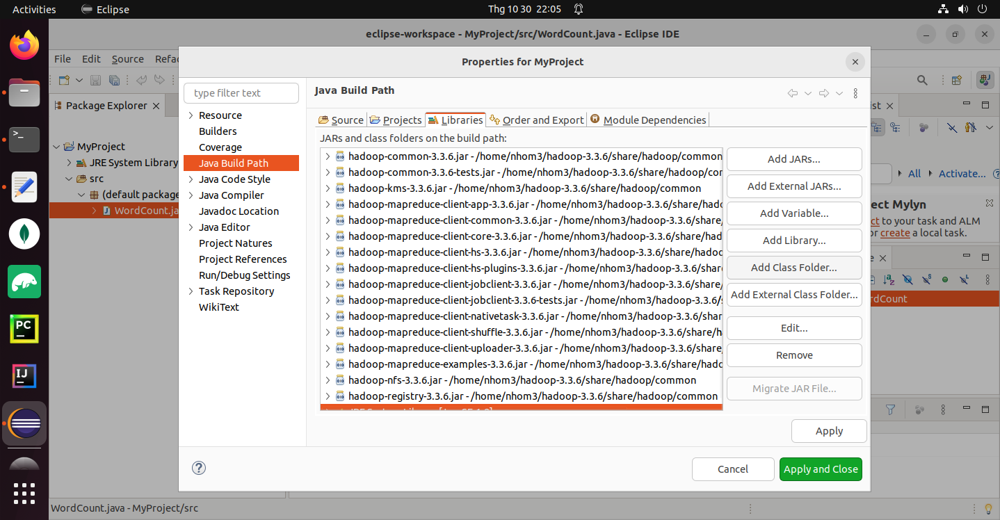 Activities
Eclipse
Thg 10 30 22:05
eclipse-workspace - MyProject/src/WordCount.java - Eclipse IDE
File Edit Source Refa
Package Explorer
MyProject
JRE System Library
src
(default package
WordCount.ja
Properties for MyProject
type filter text
Resource
Builders
Coverage
Java Build Path
Java Code Style
Java Compiler
Javadoc Location
Java Editor
Project Natures
Project References
Run/Debug Settings
Task Repository
WikiText
Java Build Path
Source Projects Libraries Order and Export Module Dependencies
JARs and class folders on the build path:
hadoop-common-3.3.6.jar - /home/nhom3/hadoop-3.3.6/share/hadoop/common
hadoop-common-3.3.6-tests.jar - /home/nhom3/hadoop-3.3.6/share/hadoop/cor
hadoop-kms-3.3.6.jar - /home/nhom3/hadoop-3.3.6/share/hadoop/common
hadoop-mapreduce-client-app-3.3.6.jar - /home/nhom3/hadoop-3.3.6/share/hado
hadoop-mapreduce-client-common-3.3.6.jar - /home/nhom3/hadoop-3.3.6/share/
hadoop-mapreduce-client-core-3.3.6.jar - /home/nhom3/hadoop-3.3.6/share/had
hadoop-mapreduce-client-hs-3.3.6.jar - /home/nhom3/hadoop-3.3.6/share/hadoo
hadoop-mapreduce-client-hs-plugins-3.3.6.jar - /home/nhom3/hadoop-3.3.6/shar
hadoop-mapreduce-client-jobclient-3.3.6.jar - /home/nhom3/hadoop-3.3.6/share/
hadoop-mapreduce-client-jobclient-3.3.6-tests.jar - /home/nhom3/hadoop-3.3.6/s
hadoop-mapreduce-client-nativetask-3.3.6.jar - /home/nhom3/hadoop-3.3.6/shar
hadoop-mapreduce-client-shuffle-3.3.6.jar - /home/nhom3/hadoop-3.3.6/share/h
hadoop-mapreduce-client-uploader-3.3.6.jar - /home/nhom3/hadoop-3.3.6/share
hadoop-mapreduce-examples-3.3.6.jar - /home/nhom3/hadoop-3.3.6/share/hado
hadoop-nfs-3.3.6.jar - /home/nhom3/hadoop-3.3.6/share/hadoop/common
hadoop-registry-3.3.6.jar - /home/nhom3/hadoop-3.3.6/share/hadoop/common
Add JARs...
Add External JARs...
Add Variable...
Add Library...
Add Class Folder...
Add External Class Folder...
Edit...
Remove
Migrate JAR File...
Apply
Cancel
Apply and Close
ist
All
Activate...
ect Mylyn
ct to your task and ALM
or create a local task.
e
rdCount
PC
IJ
WordCount.java - MyProject/src